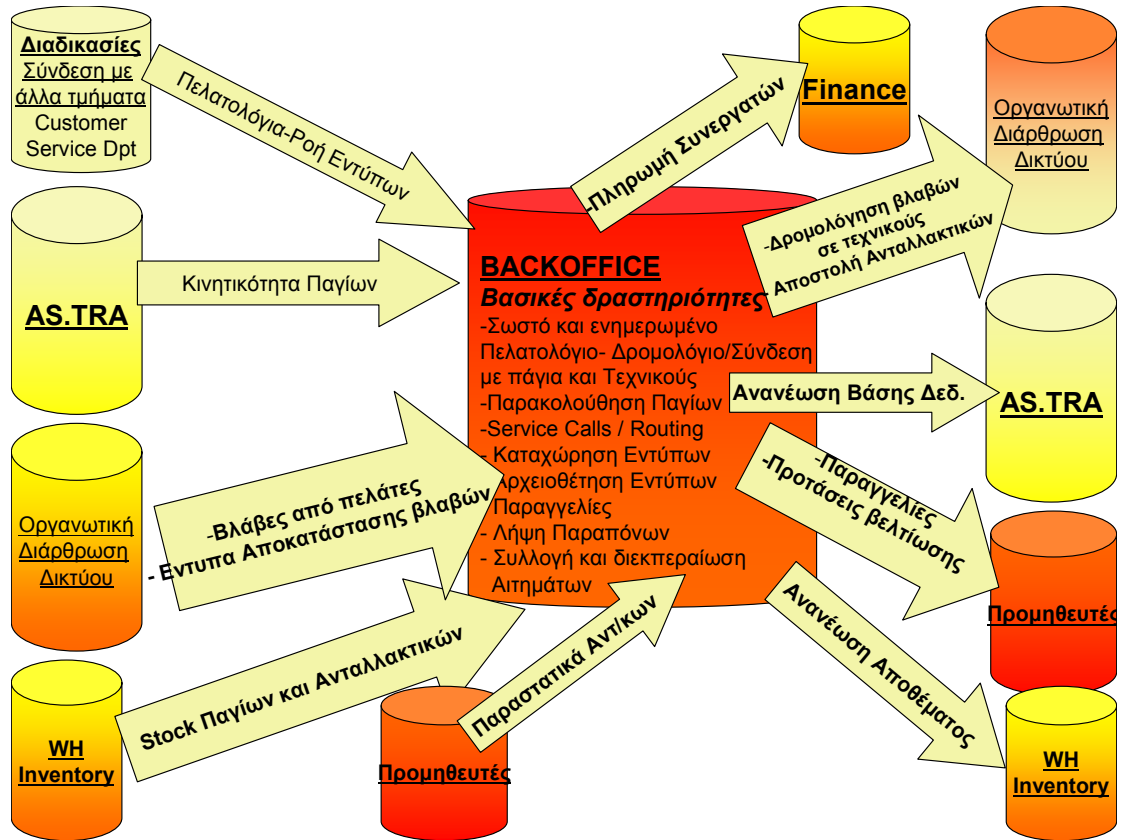 Διαδικασίες
Σύνδεση με
άλλα τμήματα
Customer
Service Dpt
Πελατολόγια-Ροή Εντύπων
AS.TRA
Κινητικότητα Παγίων
Οργανωτική
Διάρθρωση
Δικτύου
-Βλάβες από πελάτες
- Εντυπα Αποκατάστασης βλαβών
WH
Inventory
Stock Παγίων και Ανταλλακτικών
Προμηθευτές
Παραστατικά Αντ/κων
BACKOFFICE
Βασικές δραστηριότητες
-Σωστό και ενημερωμένο
Πελατολόγιο- Δρομολόγιο/Σύνδεση
με πάγια και Τεχνικούς
-Παρακολούθηση Παγίων
-Service Calls / Routing
- Καταχώρηση Εντύπων
Αρχειοθέτηση Εντύπων
Παραγγελίες
- Λήψη Παραπόνων
- Συλλογή και διεκπεραίωση
Αιτημάτων
-Πληρωμή Συνεργατών
Finance
-Δρομολόγηση βλαβών
σε τεχνικούς
- Αποστολή Ανταλλακτικών
Οργανωτική
Διάρθρωση
Δικτύου
Ανανέωση Βάσης Δεδ.
AS.TRA
-Παραγγελίες
-Προτάσεις βελτίωσης
Προμηθευτές
Ανανέωση Αποθέματος
WH
Inventory